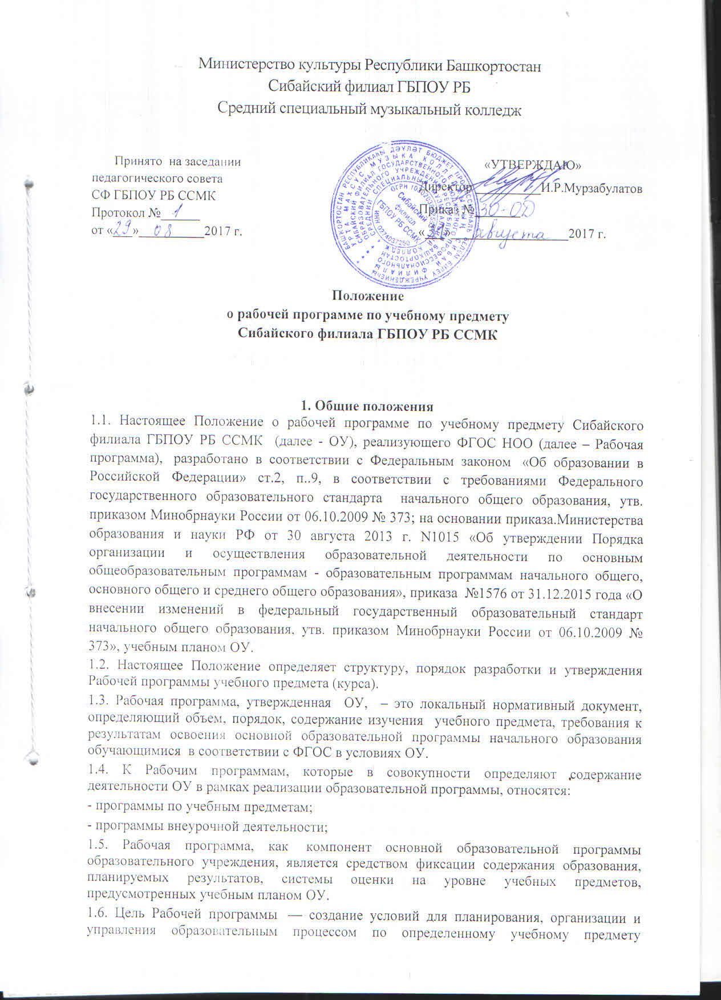 Министерство культуры Республики Башкортостан
Сибайский филиал ГБПОУ РБ
Средний специальный музыкальный колледж
Принято на заседании
педагогического совета
СФ ГБПОУ РБ ССМК
Протокол № 1
от «29» 08 2017 г.
«УТВЕРЖДАЮ»
Директор И.Р.Мурзабулатов
Приказ № 30-ОД
«31» августа 2017 г.
Сибайский
филиал
ГБПОУ РБ ССМК
Положение
о рабочей программе по учебному предмету
Сибайского филиала ГБПОУ РБ ССМК
1. Общие положения
1.1. Настоящее Положение о рабочей программе по учебному предмету Сибайского
филиала ГБПОУ РБ ССМК (далее - ОУ), реализующего ФГОС НОО (далее – Рабочая
программа), разработано в соответствии с Федеральным законом «Об образовании в
Российской Федерации» ст.2, п..9, в соответствии с требованиями Федерального
государственного образовательного стандарта начального общего образования, утв.
приказом Минобрнауки России от 06.10.2009 № 373; на основании приказа.Министерства
образования и науки РФ от 30 августа 2013 г. N1015 «Об утверждении Порядка
организации и осуществления образовательной деятельности по основным
общеобразовательным программам - образовательным программам начального общего,
основного общего и среднего общего образования», приказа №1576 от 31.12.2015 года «О
внесении изменений в федеральный государственный образовательный стандарт
начального общего образования, утв. приказом Минобрнауки России от 06.10.2009 №
373», учебным планом ОУ.
1.2. Настоящее Положение определяет структуру, порядок разработки и утверждения
Рабочей программы учебного предмета (курса).
1.3. Рабочая программа, утвержденная ОУ, – это локальный нормативный документ,
определяющий объем, порядок, содержание изучения учебного предмета, требования к
результатам освоения основной образовательной программы начального образования
обучающимися в соответствии с ФГОС в условиях ОУ.
1.4. К Рабочим программам, которые в совокупности определяют содержание
деятельности ОУ в рамках реализации образовательной программы, относятся:
- программы по учебным предметам;
- программы внеурочной деятельности;
1.5. Рабочая программа, как компонент основной образовательной программы
образовательного учреждения, является средством фиксации содержания образования,
планируемых результатов, системы оценки на уровне учебных предметов,
предусмотренных учебным планом ОУ.
1.6. Цель Рабочей программы — создание условий для планирования, организации и
управления образовательным процессом по определенному учебному предмету